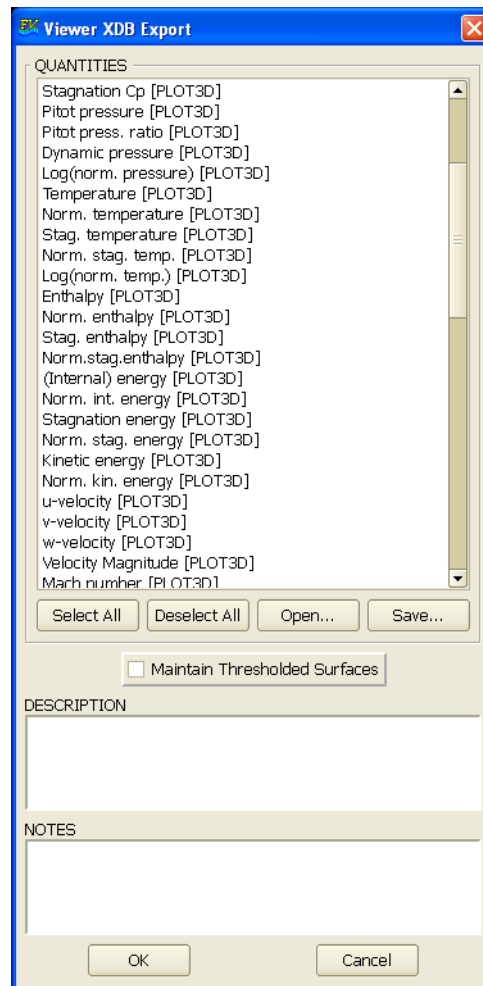 Viewer XDB Export
QUANTITIES
Stagnation Cp [PLOT3D]
Pitot pressure [PLOT3D]
Pitot press. ratio [PLOT3D]
Dynamic pressure [PLOT3D]
Log(norm. pressure) [PLOT3D]
Temperature [PLOT3D]
Norm. temperature [PLOT3D]
Stag. temperature [PLOT3D]
Norm. stag. temp. [PLOT3D]
Log(norm. temp.) [PLOT3D]
Enthalpy [PLOT3D]
Norm. enthalpy [PLOT3D]
Stag. enthalpy [PLOT3D]
Norm.stag.enthalpy [PLOT3D]
(Internal) energy [PLOT3D]
Norm. int. energy [PLOT3D]
Stagnation energy [PLOT3D]
Norm. stag. energy [PLOT3D]
Kinetic energy [PLOT3D]
Norm. kin. energy [PLOT3D]
u-velocity [PLOT3D]
v-velocity [PLOT3D]
w-velocity [PLOT3D]
Velocity Magnitude [PLOT3D]
Mach number [PLOT3D]
Select All Deselect All Open... Save...
Maintain Thresholded Surfaces
DESCRIPTION
NOTES
OK Cancel